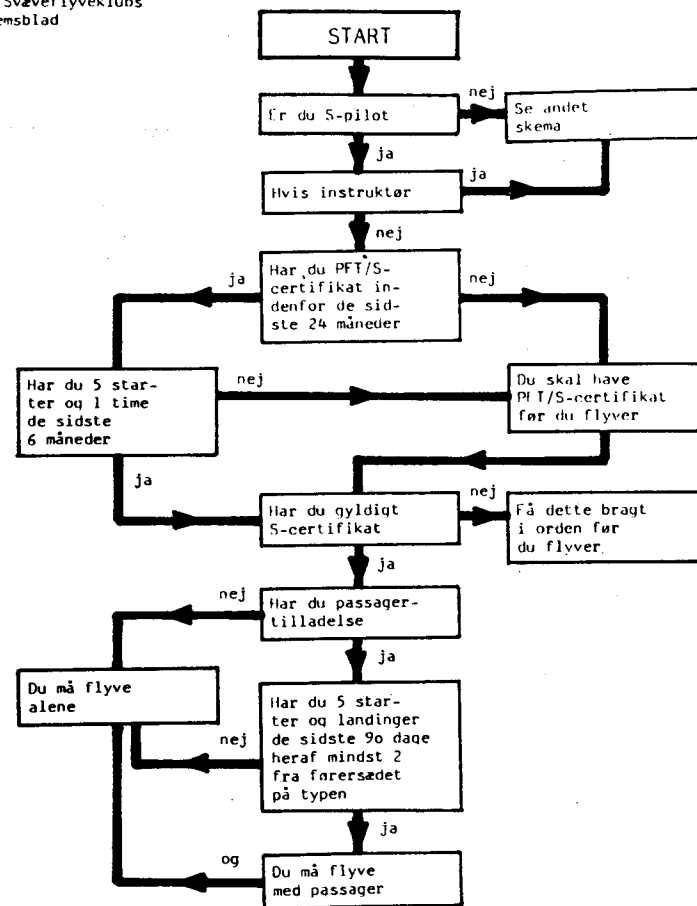 Svæveflyveklubs
emsblad
START
Er du S-pilot
nej
Se andet
skema
ja
Hvis instruktør
ja
nej
Har du PFT/S-
certifikat in-
denfor de sid-
ste 24 måneder
ja
nej
Har du 5 star-
ter og 1 time
de sidste
6 måneder
nej
Du skal have
PFT/S-certifikat
før du flyver
ja
Har du gyldigt
S-certifikat
nej
Få dette bragt
i orden før
du flyver
ja
nej
Har du passager-
tilladelse
ja
Du må flyve
alene
Har du 5 star-
ter og landinger
de sidste 9o dage
heraf mindst 2
fra førersædet
på typen
nej
ja
og
Du må flyve
med passager